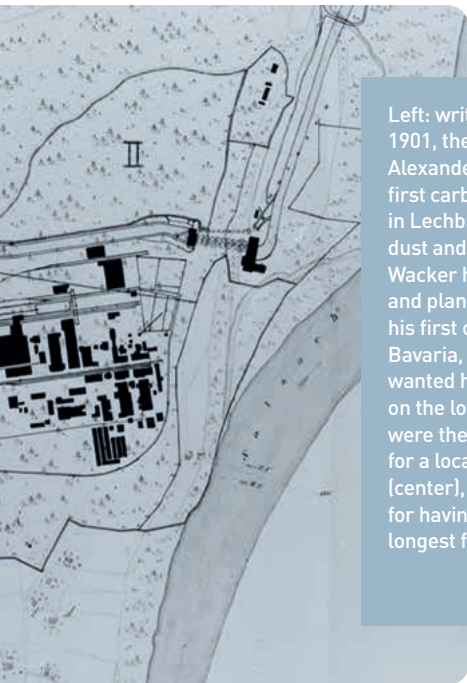 II
Salzach
Left: writ
1901, the
Alexande
first carb
in Lechb
dust and
Wacker h
and plan
his first c
Bavaria,
wanted h
on the lo
were the
for a loca
(center),
for havin
longest f